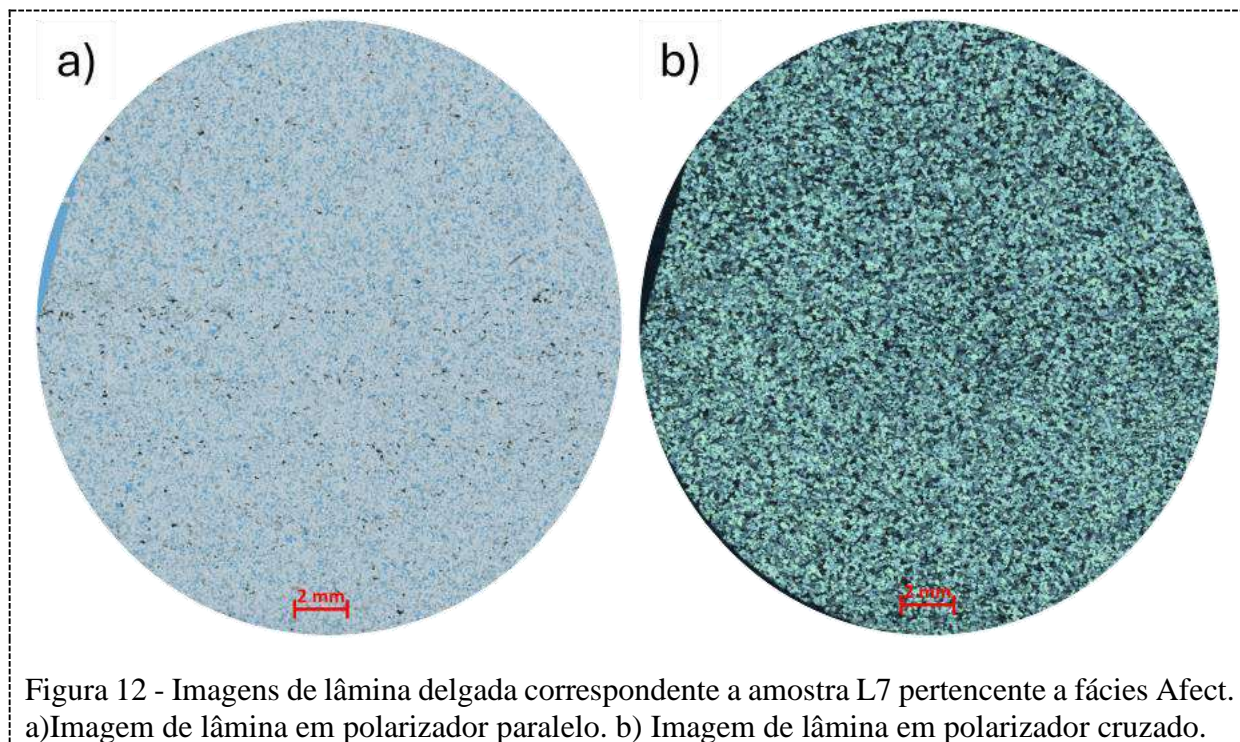 a)
b)
2 mm
2 mm
Figura 12 - Imagens de lâmina delgada correspondente a amostra L7 pertencente a fácies Afect.
a)Imagem de lâmina em polarizador paralelo. b) Imagem de lâmina em polarizador cruzado.